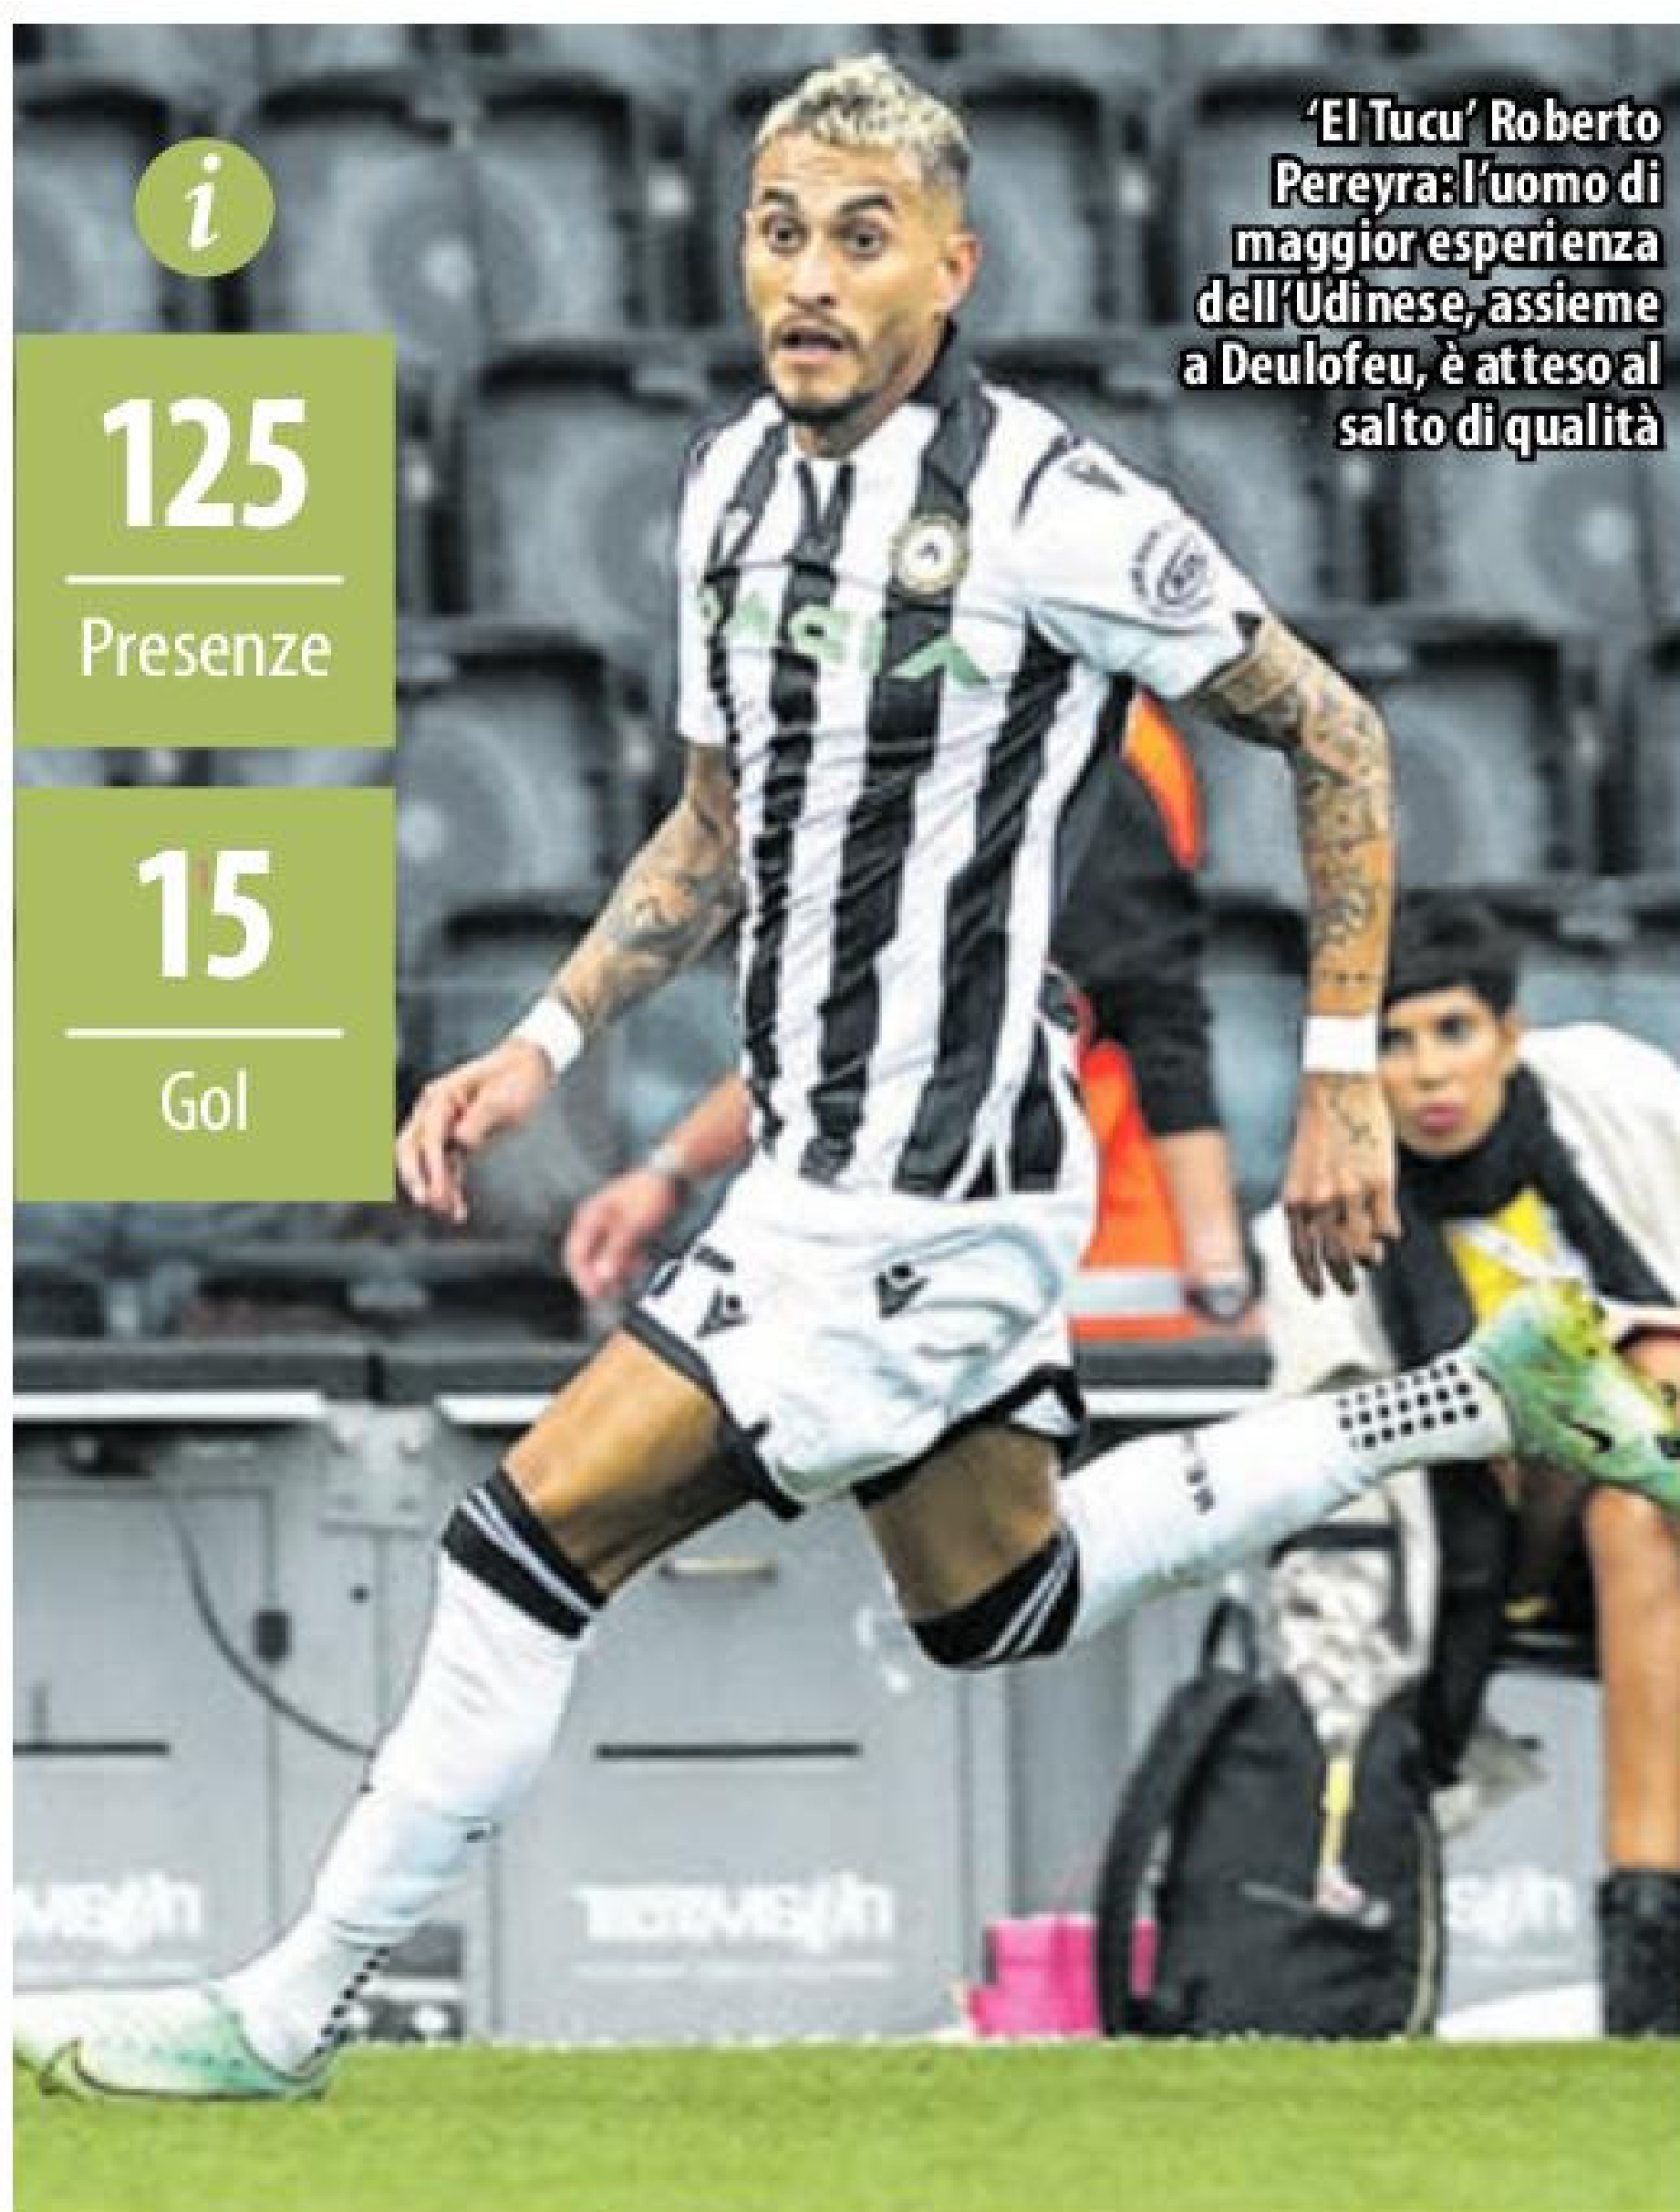 'El Tucu' Roberto
Pereyra: l'uomo di
maggior esperienza
dell'Udinese, assieme
a Deulofeu, è atteso al
salto di qualità
i
125
Presenze
15
Gol